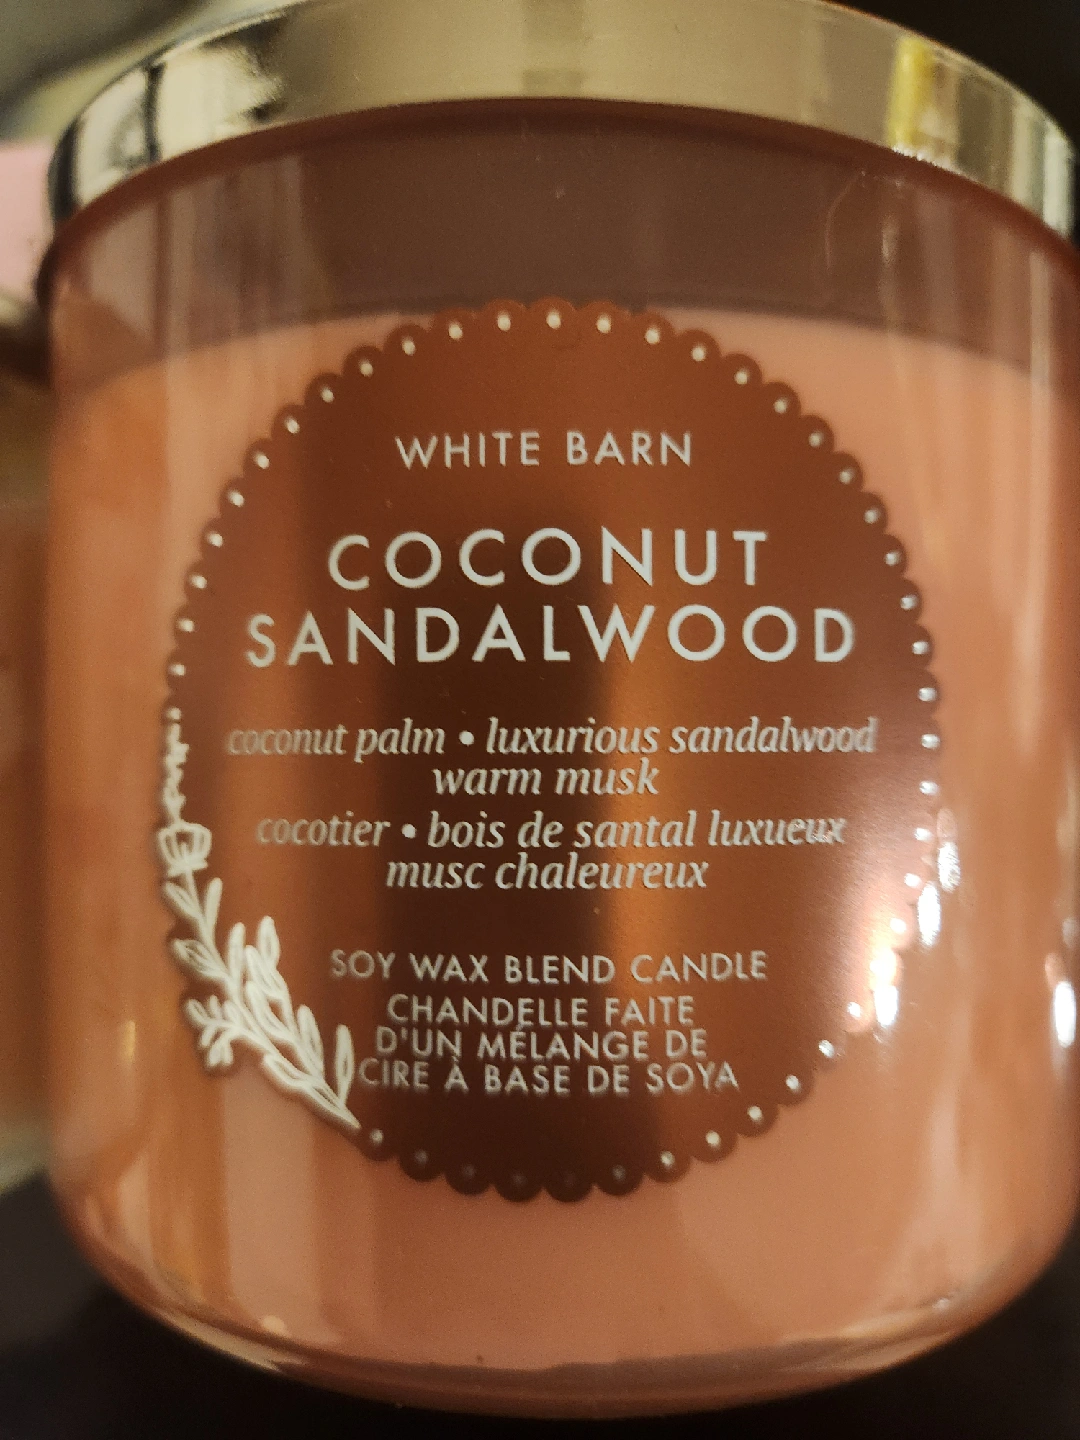 WHITE BARN
COCONUT
SANDALWOOD
coconut palm • luxurious sandalwood
warm musk
cocotier • bois de santal luxueux
musc chaleureux
SOY WAX BLEND CANDLE
CHANDELLE FAITE
D'UN MÉLANGE DE
CIRE À BASE DE SOYA